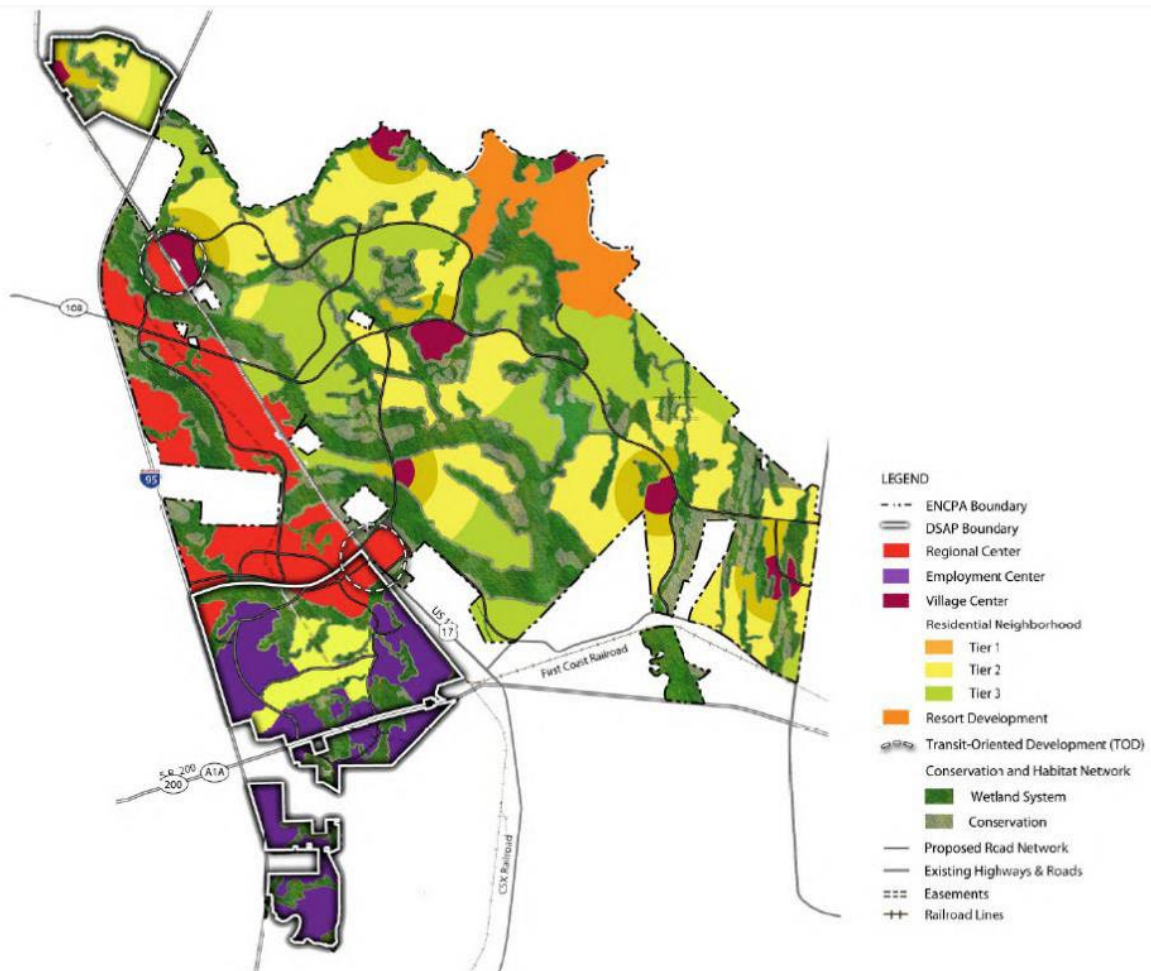 108
95
US 1
17
First Coast Railroad
S.R. 200
200
A1A
CSX Railroad
LEGEND
ENCPA Boundary
DSAP Boundary
Regional Center
Employment Center
Village Center
Residential Neighborhood
Tier 1
Tier 2
Tier 3
Resort Development
Transit-Oriented Development (TOD)
Conservation and Habitat Network
Wetland System
Conservation
Proposed Road Network
Existing Highways & Roads
Easements
Railroad Lines